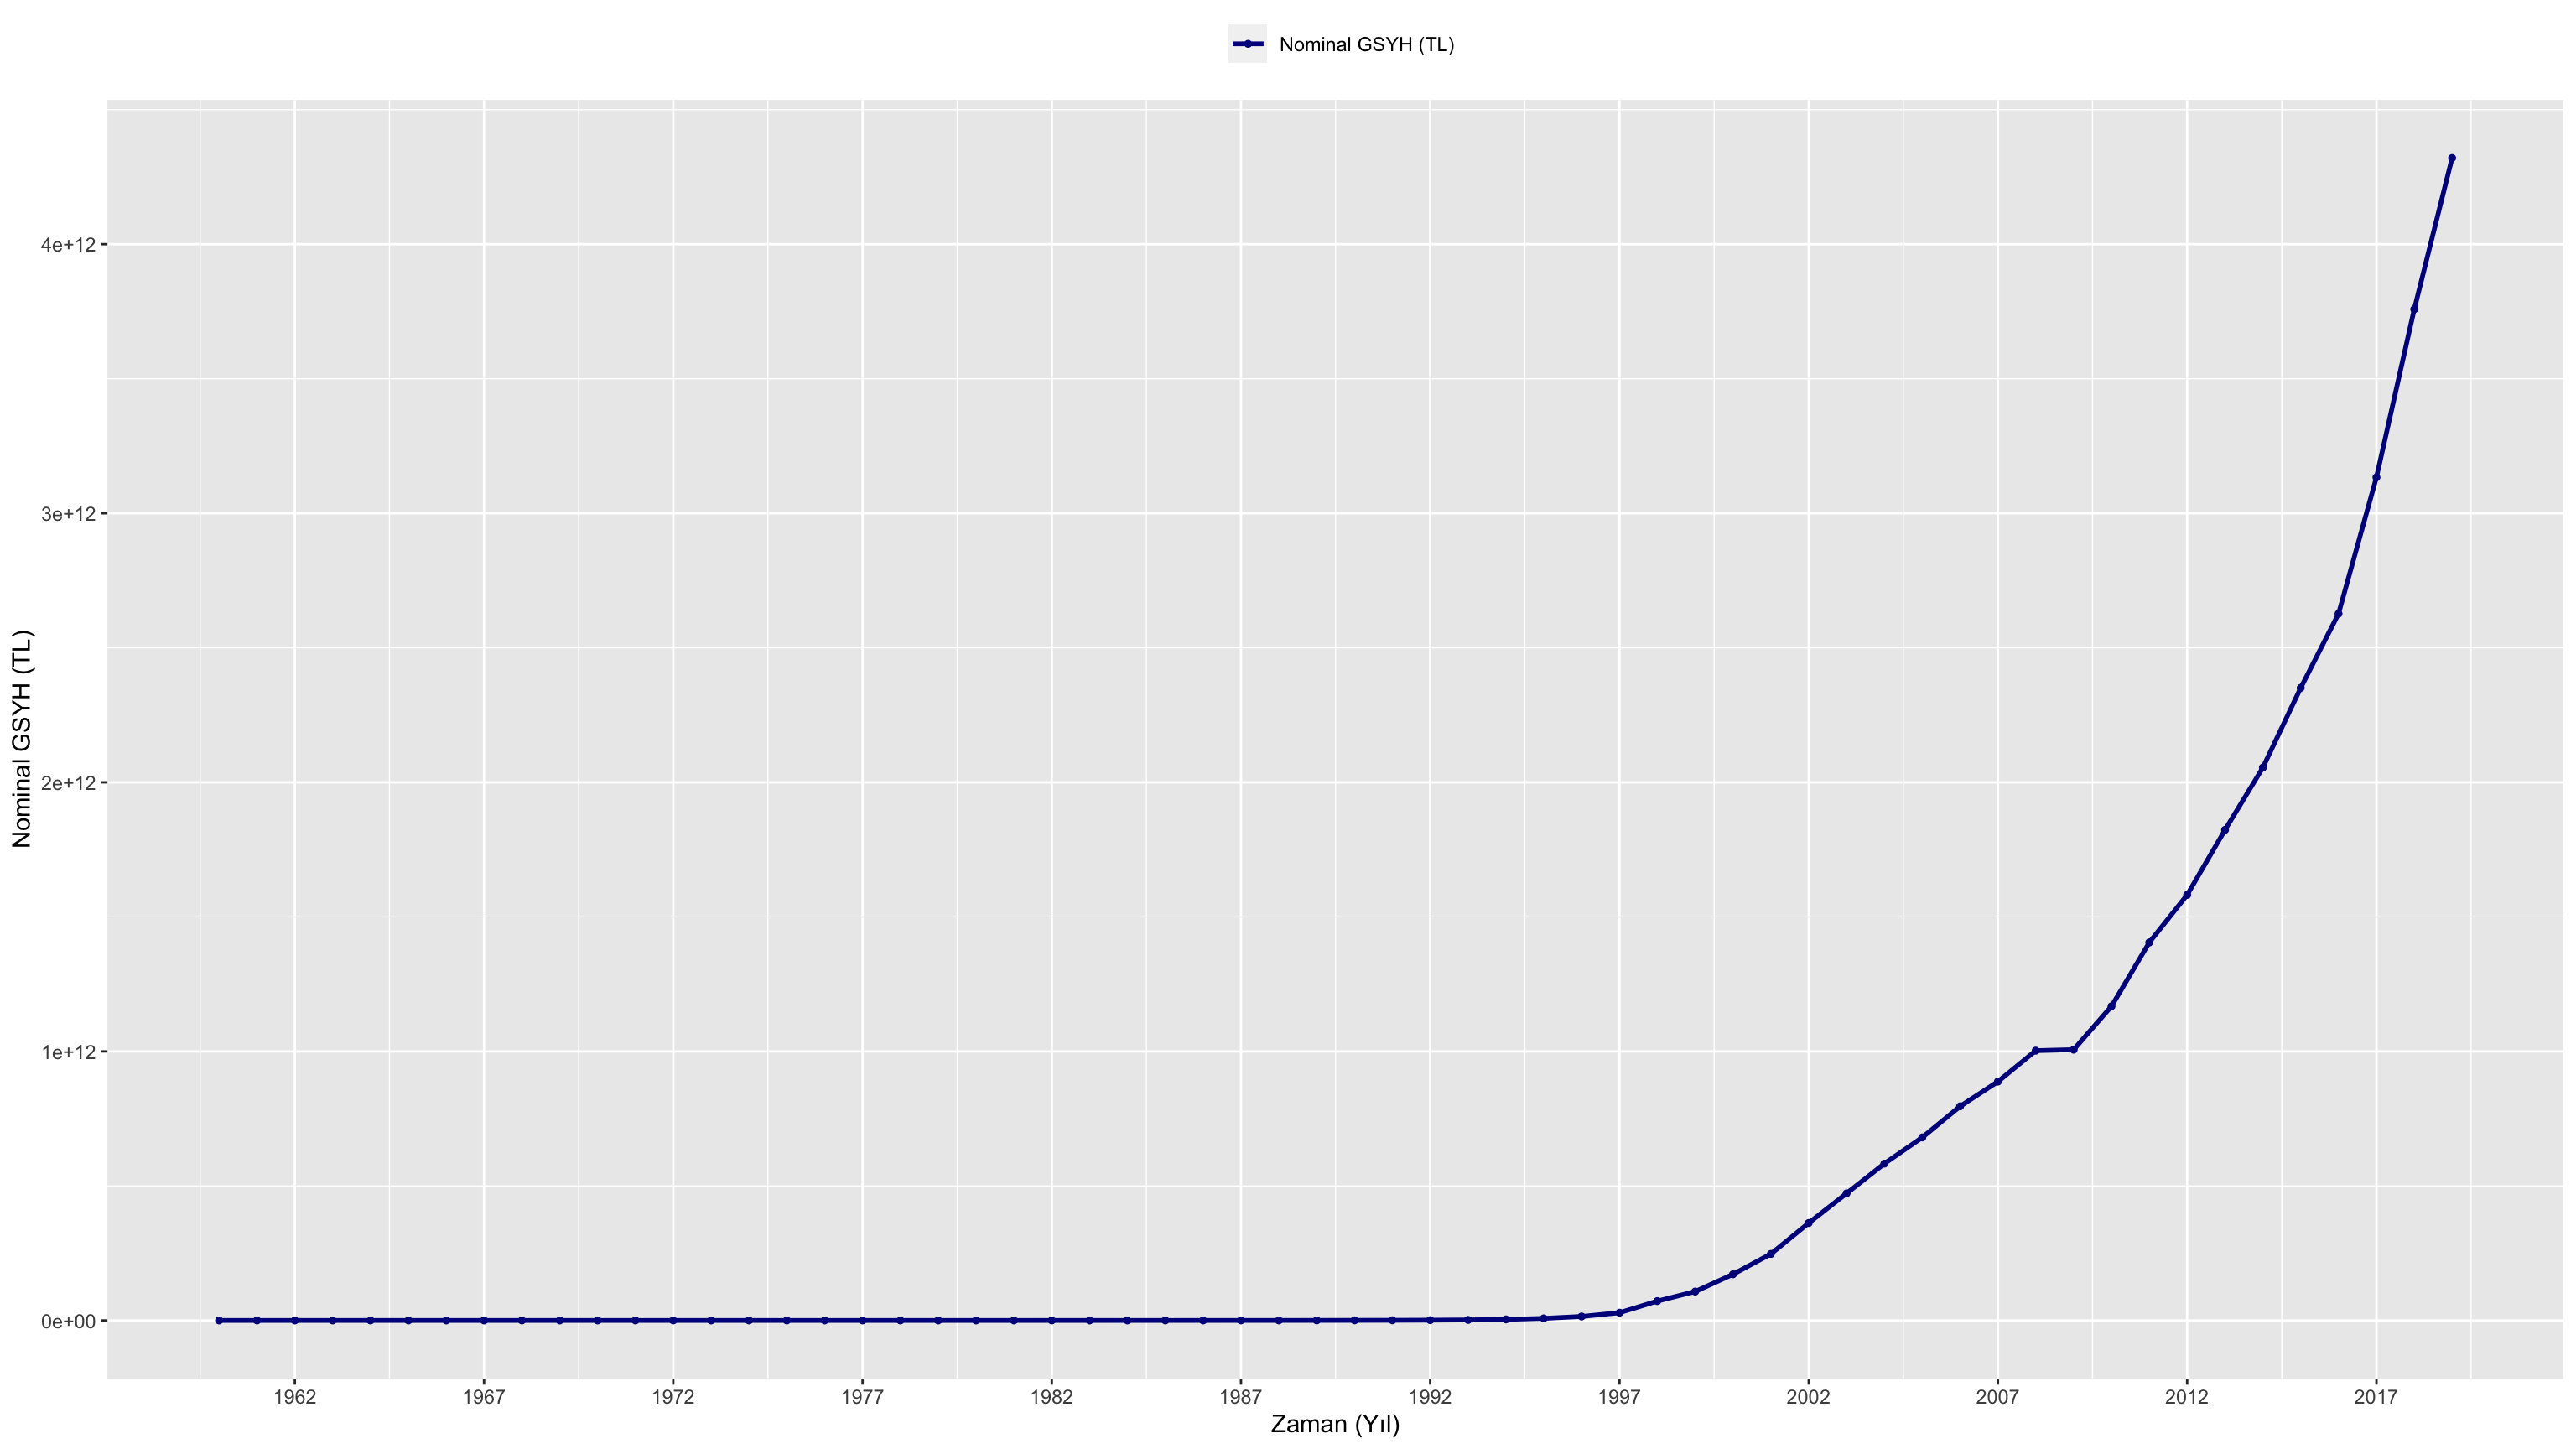 Nominal GSYH (TL)
4e+12
3e+12
2e+12
1e+12
0e+00
Nominal GSYH (TL)
1962 1967 1972 1977 1982 1987 1992 1997 2002 2007 2012 2017
Zaman (Yıl)